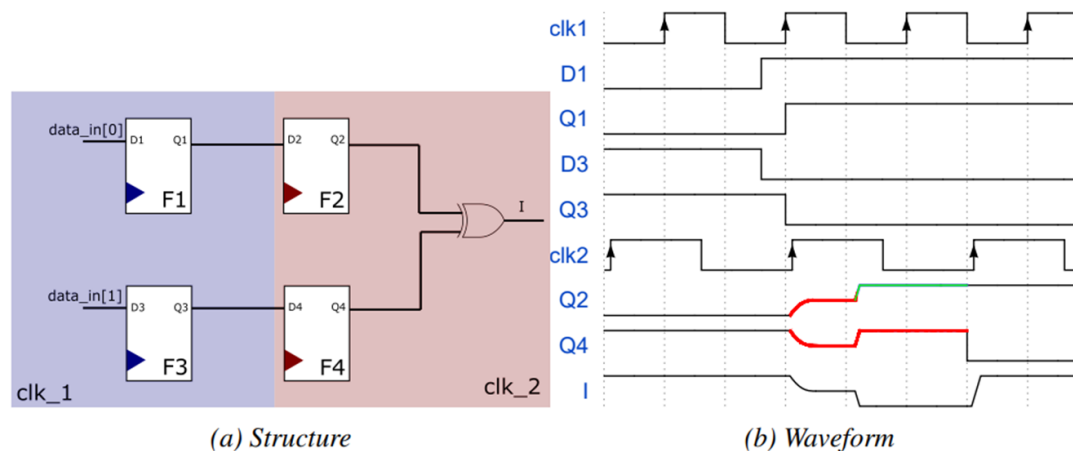 data_in[0]
D1 Q1
F1
D2 Q2
F2
I
data_in[1]
D3 Q3
F3
D4 Q4
F4
clk_1
clk_2
(a) Structure
clk1
D1
Q1
D3
Q3
clk2
Q2
Q4
I
(b) Waveform